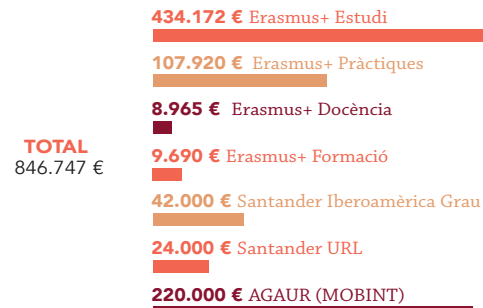 434.172 € Erasmus+ Estudi
107.920 € Erasmus+ Pràctiques
8.965 € Erasmus+ Docència
TOTAL
846.747 €
9.690 € Erasmus+ Formació
42.000 € Santander Iberoamèrica Grau
24.000 € Santander URL
220.000 € AGAUR (MOBINT)